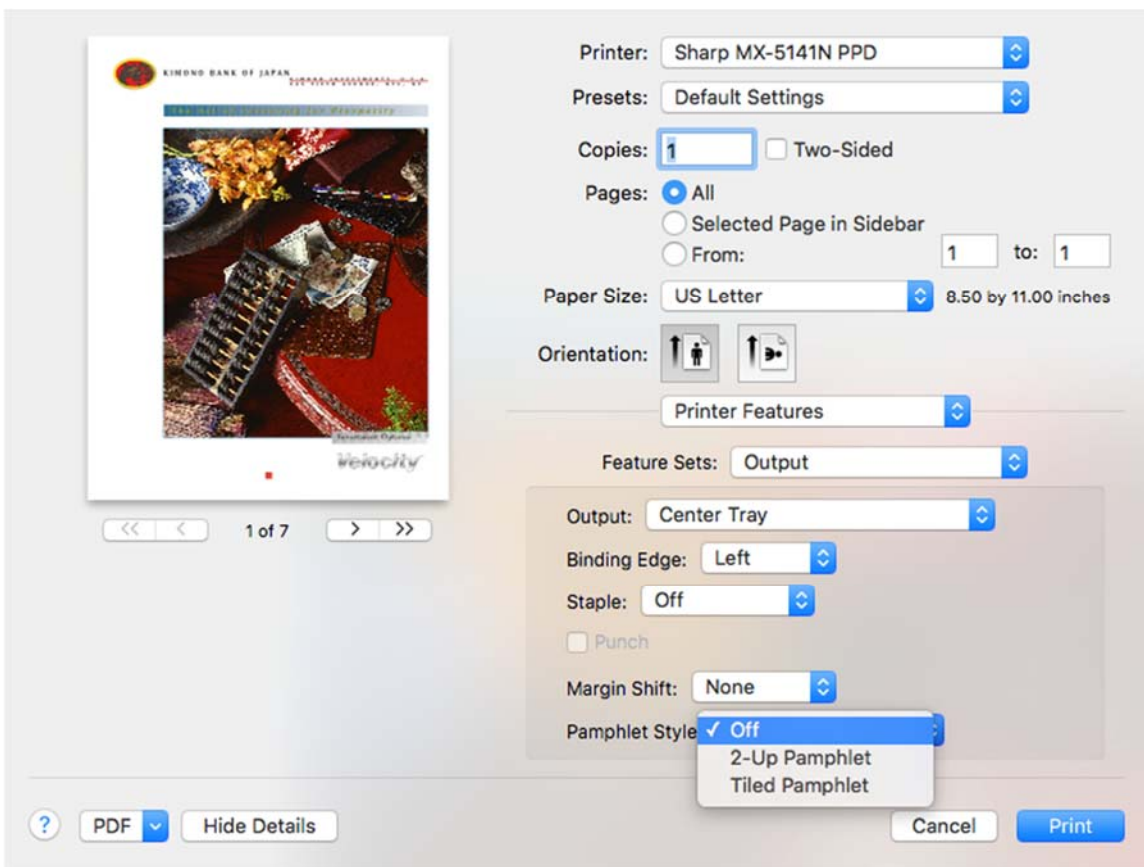 KIMONO BANK OF JAPAN
Velocity
1 of 7
Printer: Sharp MX-5141N PPD
Presets: Default Settings
Copies: 1 Two-Sided
Pages: All
Selected Page in Sidebar
From: 1 to: 1
Paper Size: US Letter 8.50 by 11.00 inches
Orientation:
Printer Features
Feature Sets: Output
Output: Center Tray
Binding Edge: Left
Staple: Off
Punch
Margin Shift: None
Pamphlet Style
✓ Off
2-Up Pamphlet
Tiled Pamphlet
? PDF Hide Details Cancel Print